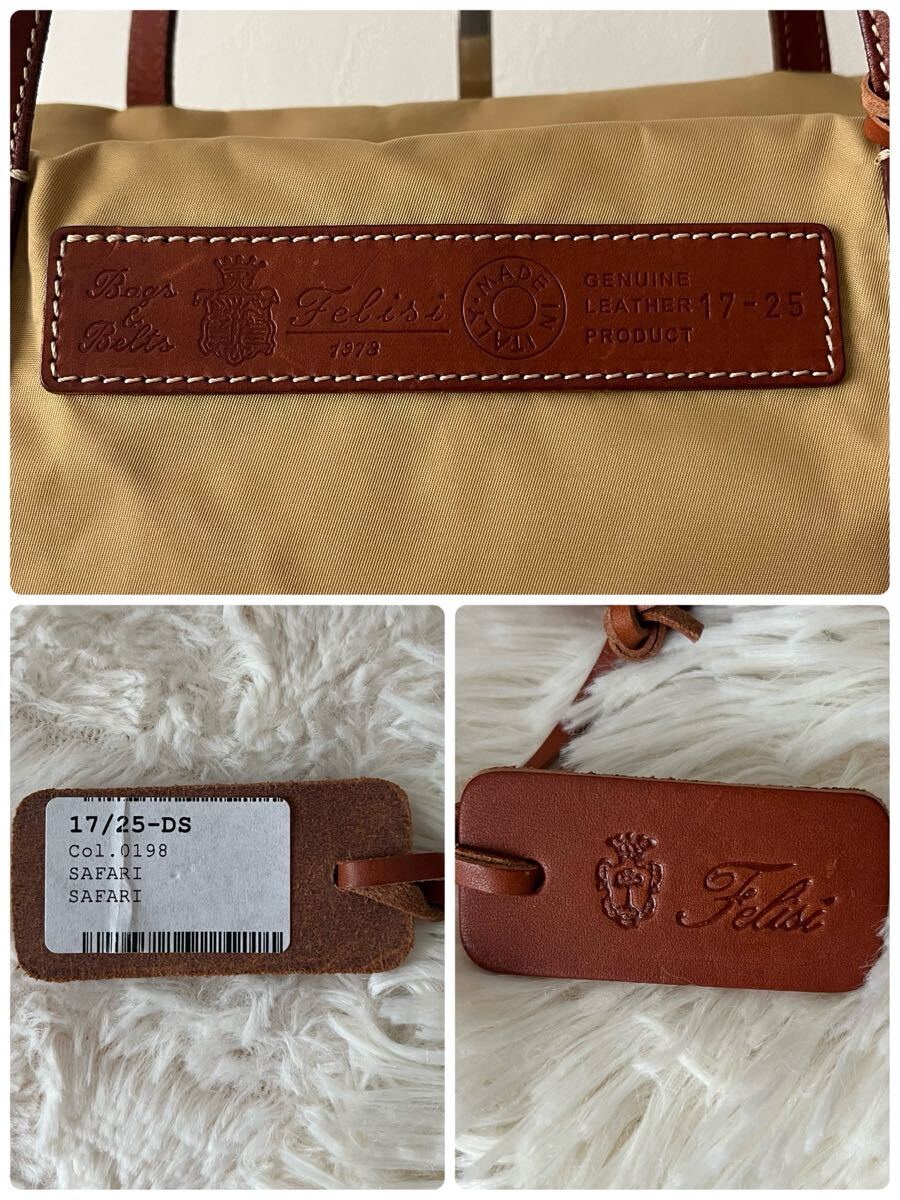 Bags
&
Belts
Felisi
1973
MADE IN ITALY
GENUINE
LEATHER
PRODUCT
17-25
17/25-DS
Col.0198
SAFARI
SAFARI
Felisi